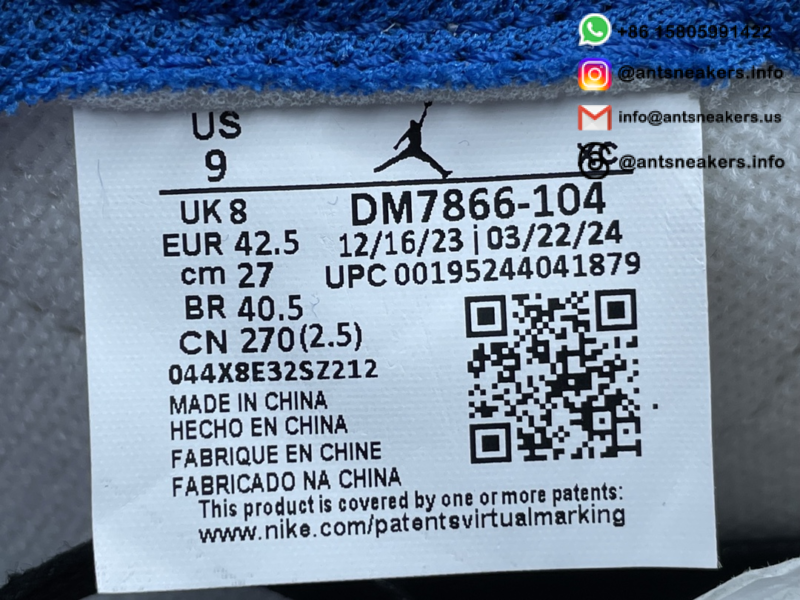 +86 15805991422
@antsneakers.info
info@antsneakers.us
@antsneakers.info
US
9
XC
UK 8
DM7866-104
EUR 42.5
12/16/23 | 03/22/24
cm 27
UPC 00195244041879
BR 40.5
CN 270(2.5)
044X8E32SZ212
MADE IN CHINA
HECHO EN CHINA
FABRIQUE EN CHINE
FABRICADO NA CHINA
This product is covered by one or more patents:
www.nike.com/patentsvirtualmarking